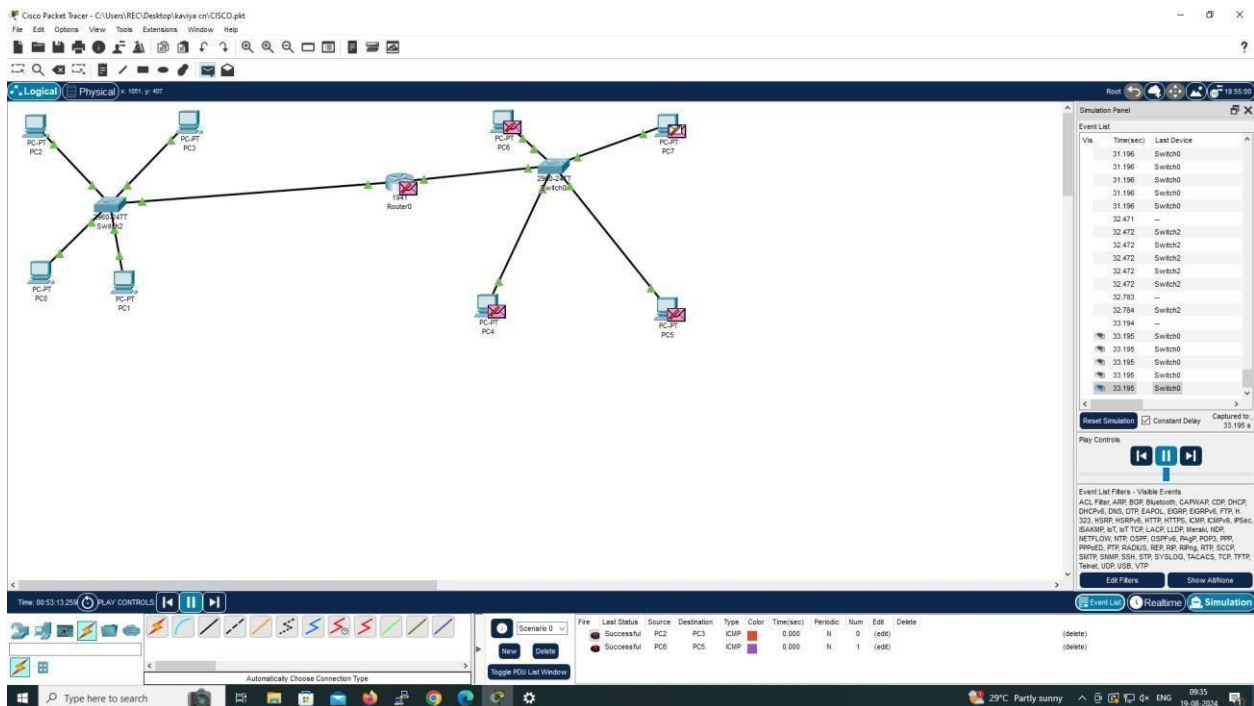 Cisco Packet Tracer - C:\Users\REC\Desktop\kaviya cn\CISCO.pkt
File Edit Options View Tools Extensions Window Help
?
Logical Physical x: 1051, y: 407
Root 19:55:00
PC-PT
PC2
PC-PT
PC3
2960-24TT
Switch2
PC-PT
PC0
PC-PT
PC1
1941
Router0
PC-PT
PC6
PC-PT
PC7
2960-24TT
Switch0
PC-PT
PC4
PC-PT
PC5
Simulation Panel
Event List
Vis. Time(sec) Last Device
31.196 Switch0
31.196 Switch0
31.196 Switch0
31.196 Switch0
31.196 Switch0
32.471 --
32.472 Switch2
32.472 Switch2
32.472 Switch2
32.472 Switch2
32.472 Switch2
32.783 --
32.784 Switch2
33.194 --
33.195 Switch0
33.195 Switch0
33.195 Switch0
33.195 Switch0
33.195 Switch0
Reset Simulation Constant Delay Captured to:
33.195 s
Play Controls
Event List Filters - Visible Events
ACL Filter, ARP, BGP, Bluetooth, CAPWAP, CDP, DHCP,
DHCPv6, DNS, DTP, EAPOL, EIGRP, EIGRPv6, FTP, H.
323, HSRP, HSRPv6, HTTP, HTTPS, ICMP, ICMPv6, IPSec,
ISAKMP, IoT, IoT TCP, LACP, LLDP, Meraki, NDP,
NETFLOW, NTP, OSPF, OSPFv6, PAgP, POP3, PPP,
PPPoED, PTP, RADIUS, REP, RIP, RIPng, RTP, SCCP,
SMTP, SNMP, SSH, STP, SYSLOG, TACACS, TCP, TFTP,
Telnet, UDP, USB, VTP
Edit Filters Show All/None
Time: 00:53:13.259 PLAY CONTROLS: Event List Realtime Simulation
Scenario 0
New Delete
Toggle PDU List Window
Fire Last Status Source Destination Type Color Time(sec) Periodic Num Edit Delete
Successful PC2 PC3 ICMP 0.000 N 0 (edit) (delete)
Successful PC6 PC5 ICMP 0.000 N 1 (edit) (delete)
Automatically Choose Connection Type
Type here to search
29°C Partly sunny ENG 09:35
19-08-2024